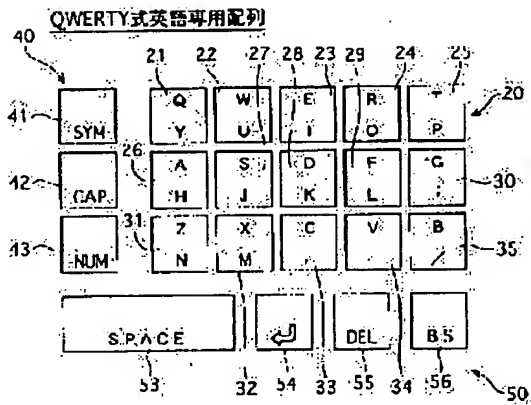 QWERTY式英語専用配列
40 21 22 27 28 23 29 24 25
Q W E R T
41 SYM Y U I O P 20
A S D F G
42 CAP 26 H J K L ; 30
Z X C V B
43 NUM 31 N M , . / 35
SPACE DEL BS
53 32 54 33 55 34 56 50